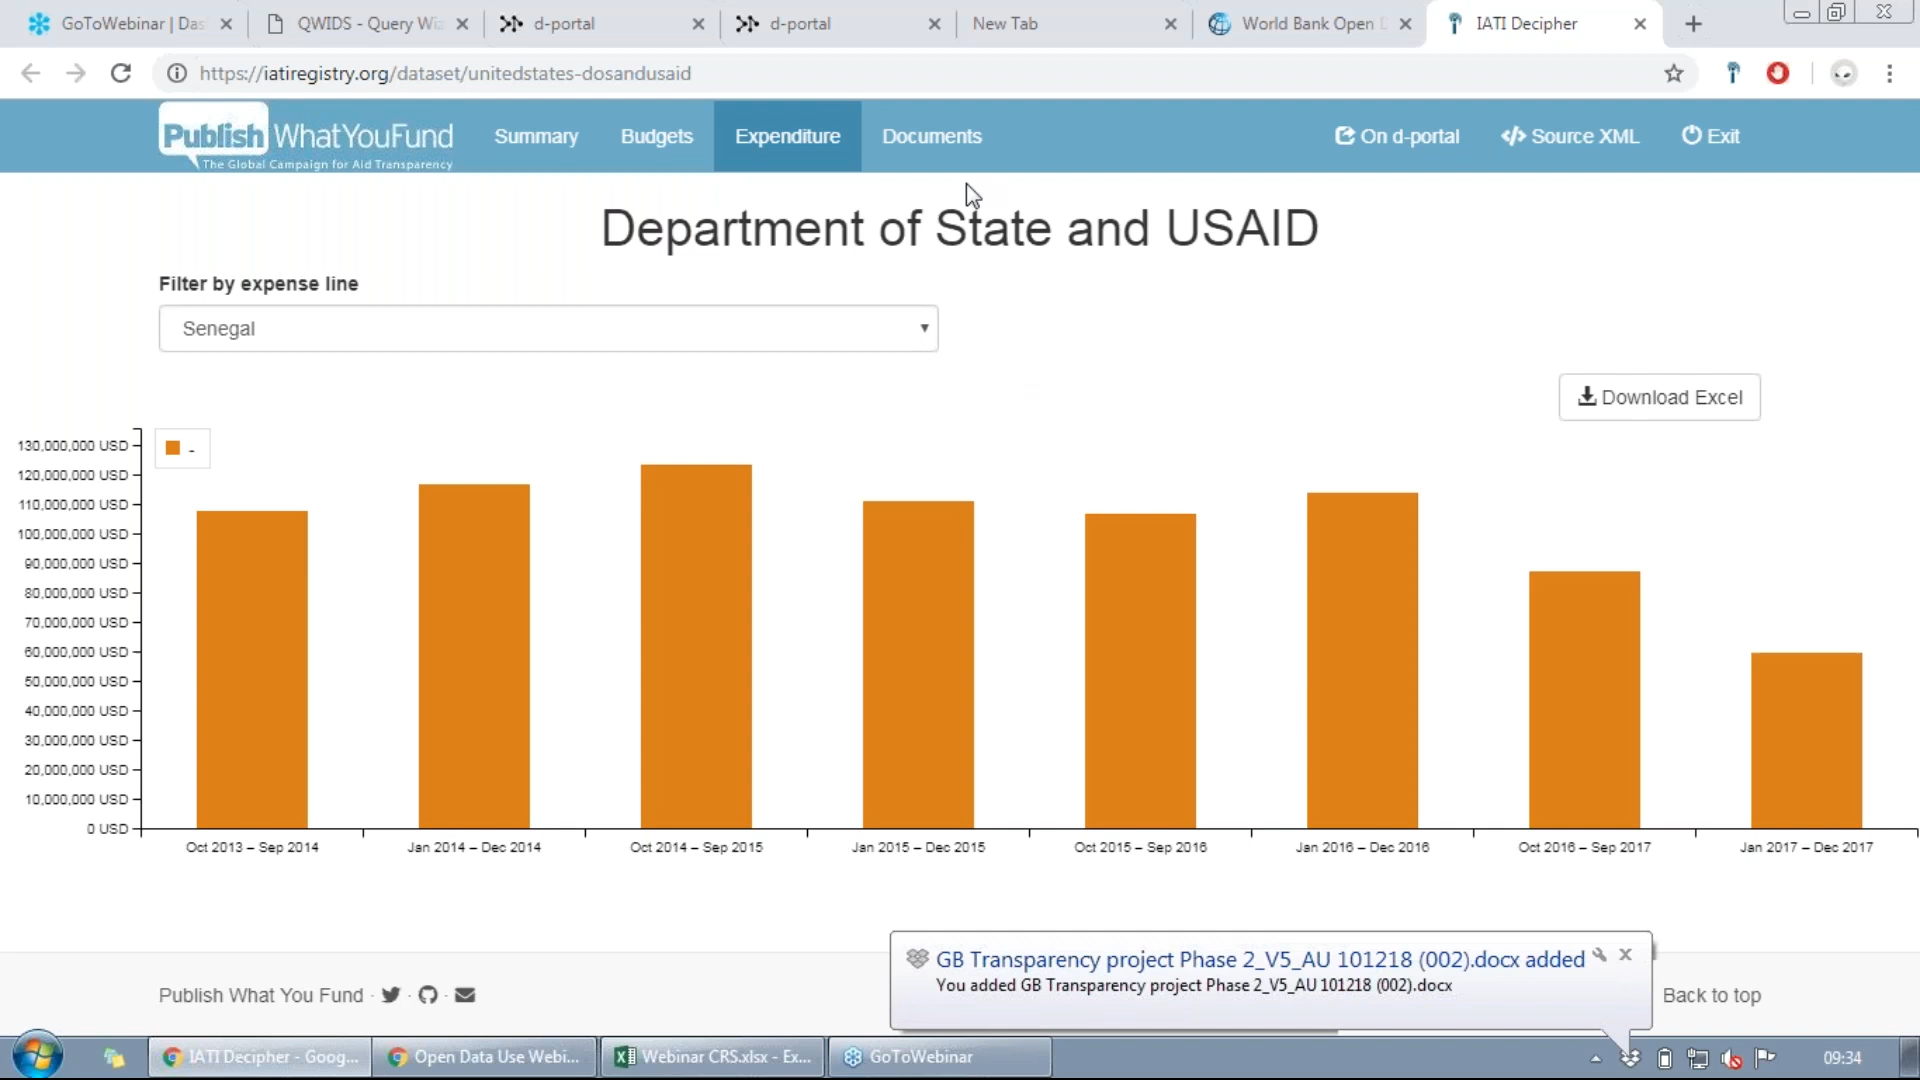 GoToWebinar | Das
QWIDS - Query Wiz
d-portal
d-portal
New Tab
World Bank Open D
IATI Decipher
https://iatiregistry.org/dataset/unitedstates-dosandusaid
Publish WhatYouFund
The Global Campaign for Aid Transparency
Summary
Budgets
Expenditure
Documents
On d-portal
</> Source XML
Exit
Department of State and USAID
Filter by expense line
Senegal
Download Excel
-
130,000,000 USD
120,000,000 USD
110,000,000 USD
100,000,000 USD
90,000,000 USD
80,000,000 USD
70,000,000 USD
60,000,000 USD
50,000,000 USD
40,000,000 USD
30,000,000 USD
20,000,000 USD
10,000,000 USD
0 USD
Oct 2013 – Sep 2014
Jan 2014 – Dec 2014
Oct 2014 – Sep 2015
Jan 2015 – Dec 2015
Oct 2015 – Sep 2016
Jan 2016 – Dec 2016
Oct 2016 – Sep 2017
Jan 2017 – Dec 2017
GB Transparency project Phase 2_V5_AU 101218 (002).docx added
You added GB Transparency project Phase 2_V5_AU 101218 (002).docx
Publish What You Fund · · ·
Back to top
IATI Decipher - Goog...
Open Data Use Webi...
Webinar CRS.xlsx - Ex...
GoToWebinar
09:34